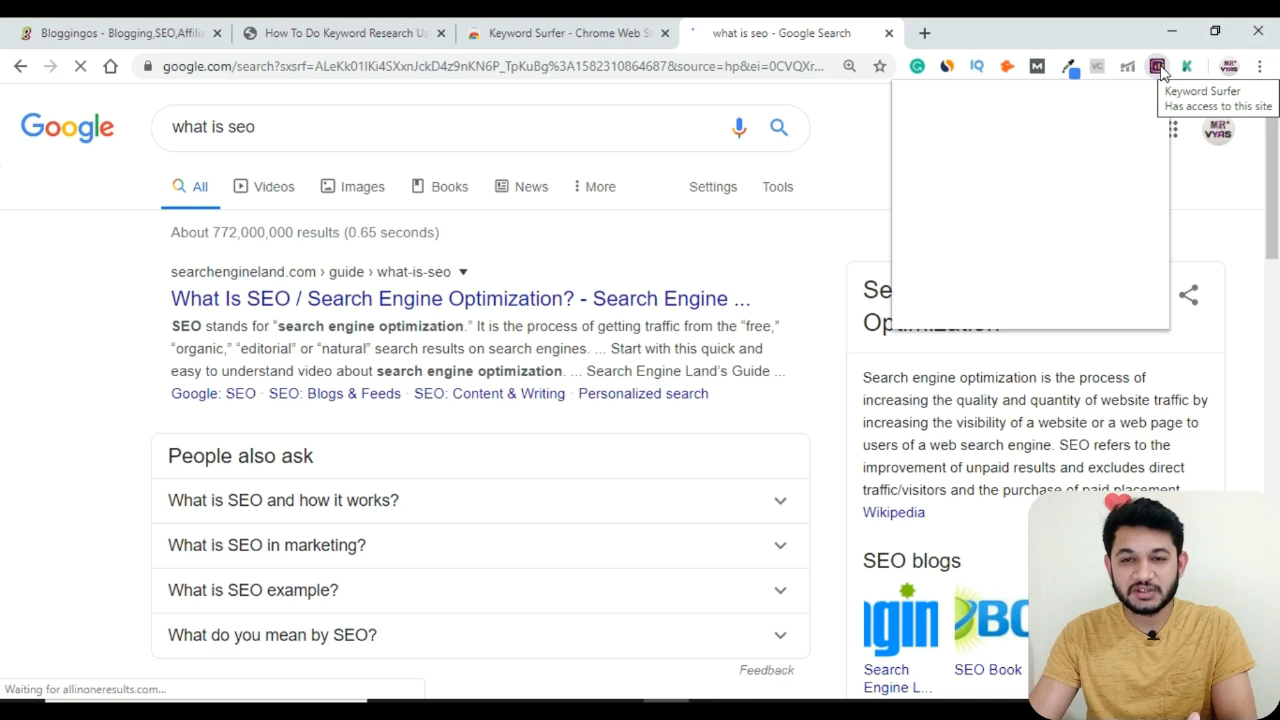 Bloggingos - Blogging,SEO,Affilia
How To Do Keyword Research Us
Keyword Surfer - Chrome Web St
what is seo - Google Search
google.com/search?sxsrf=ALeKk01IKi4SXxnJckD4z9nKN6P_TpKuBg%3A1582310864687&source=hp&ei=0CVQXr...
IQ
M
VC
K
MR
VYAS
Keyword Surfer
Has access to this site
Google
what is seo
MR
VYAS
All
Videos
Images
Books
News
More
Settings
Tools
About 772,000,000 results (0.65 seconds)
searchengineland.com › guide › what-is-seo
What Is SEO / Search Engine Optimization? - Search Engine ...
SEO stands for “search engine optimization.” It is the process of getting traffic from the “free,”
“organic,” “editorial” or “natural” search results on search engines. ... Start with this quick and
easy to understand video about search engine optimization. ... Search Engine Land's Guide ...
Google: SEO · SEO: Blogs & Feeds · SEO: Content & Writing · Personalized search
People also ask
What is SEO and how it works?
What is SEO in marketing?
What is SEO example?
What do you mean by SEO?
Feedback
Se
Optimization
Search engine optimization is the process of
increasing the quality and quantity of website traffic by
increasing the visibility of a website or a web page to
users of a web search engine. SEO refers to the
improvement of unpaid results and excludes direct
traffic/visitors and the purchase of paid placement.
Wikipedia
SEO blogs
ngin
BO
Search
Engine L...
SEO Book
Waiting for allinoneresults.com...